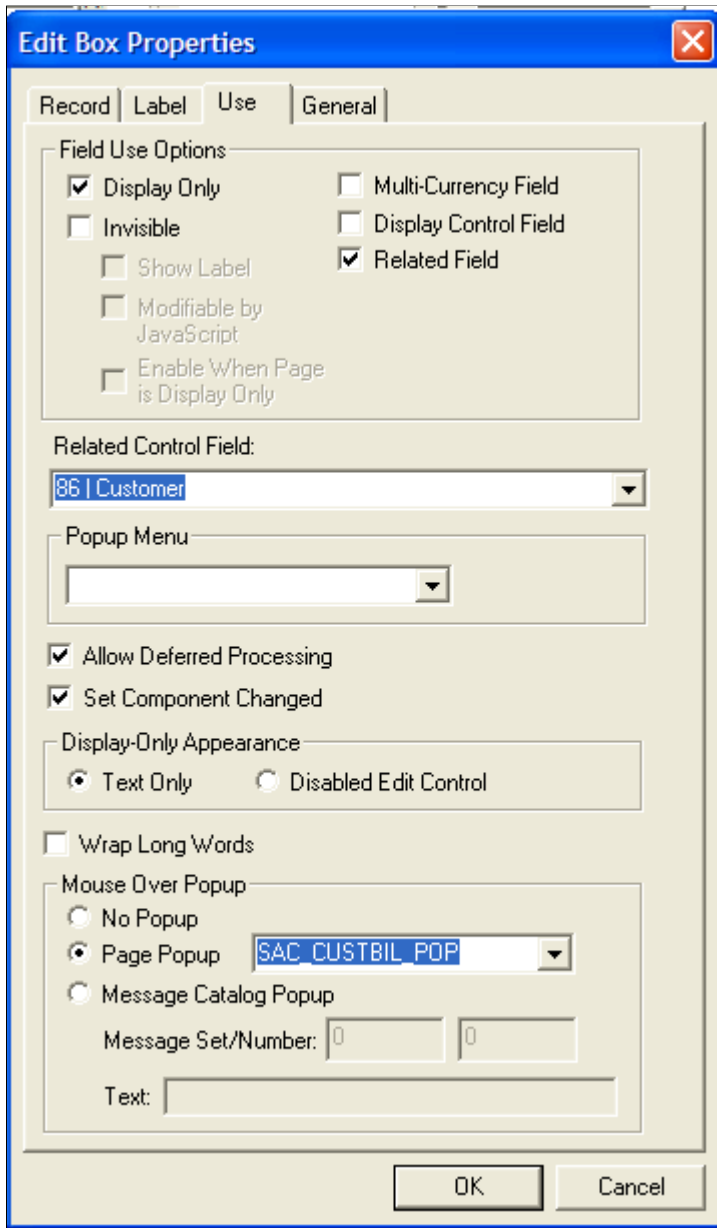 Edit Box Properties
Record Label Use General
Field Use Options
Display Only Multi-Currency Field
Invisible Display Control Field
Show Label Related Field
Modifiable by
JavaScript
Enable When Page
is Display Only
Related Control Field:
86 | Customer
Popup Menu
Allow Deferred Processing
Set Component Changed
Display-Only Appearance
Text Only Disabled Edit Control
Wrap Long Words
Mouse Over Popup
No Popup
Page Popup SAC_CUSTBIL_POP
Message Catalog Popup
Message Set/Number: 0 0
Text:
OK Cancel